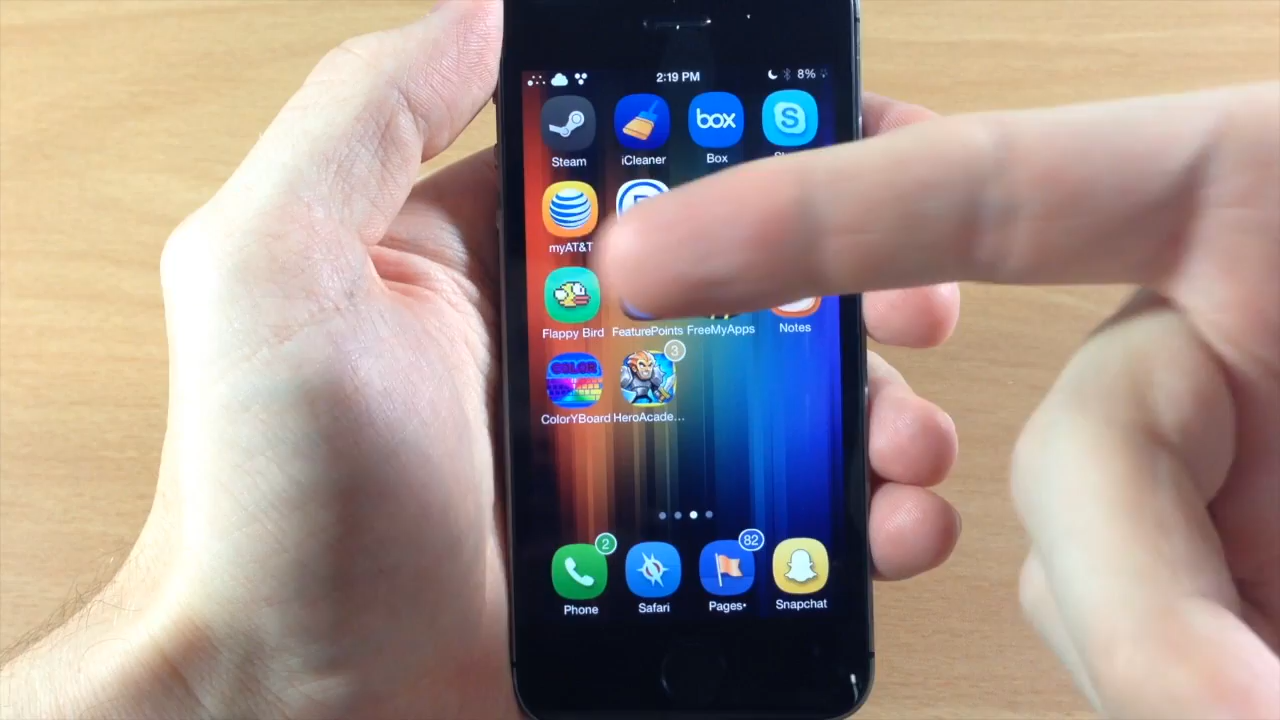 2:19 PM 8%
Steam iCleaner box Box
myAT&T
Flappy Bird FeaturePoints FreeMyApps Notes
COLOR 3
ColorYBoard HeroAcade...
2 82
Phone Safari Pages• Snapchat